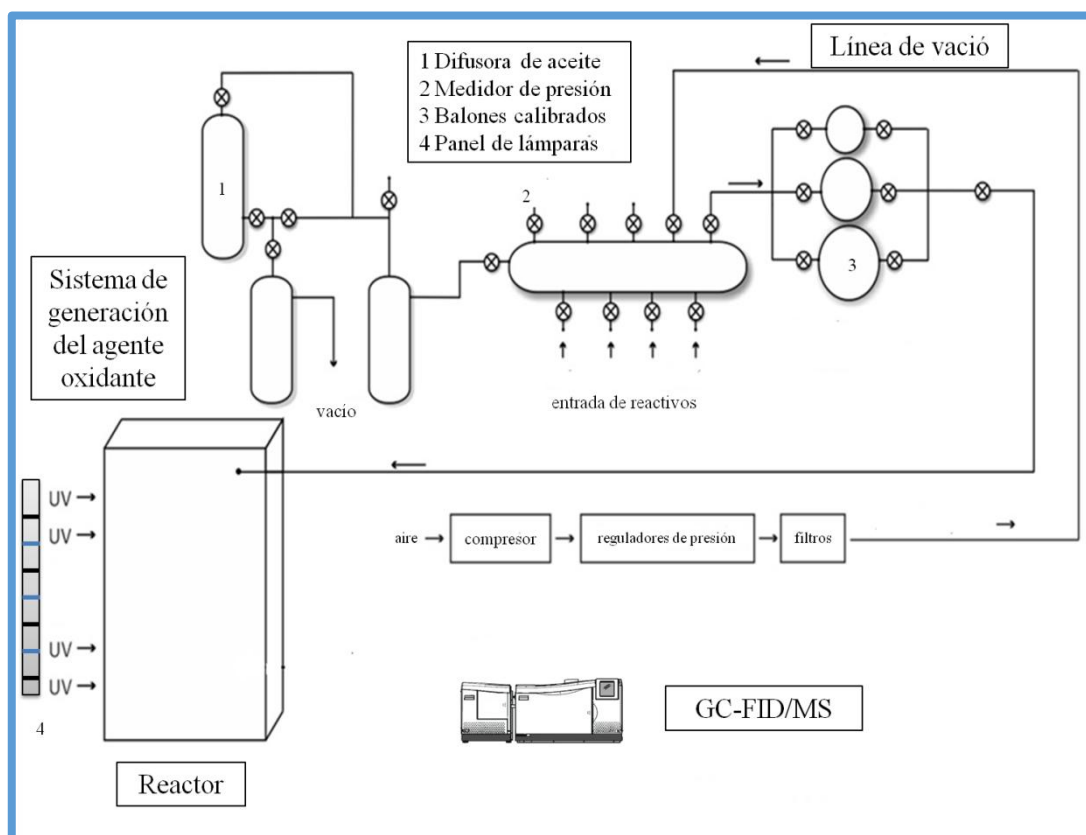 1 Difusora de aceite
2 Medidor de presión
3 Balones calibrados
4 Panel de lámparas
Línea de vació
1
2
3
Sistema de
generación
del agente
oxidante
vacío
entrada de reactivos
UV
UV
UV
UV
4
aire
compresor
reguladores de presión
filtros
GC-FID/MS
Reactor